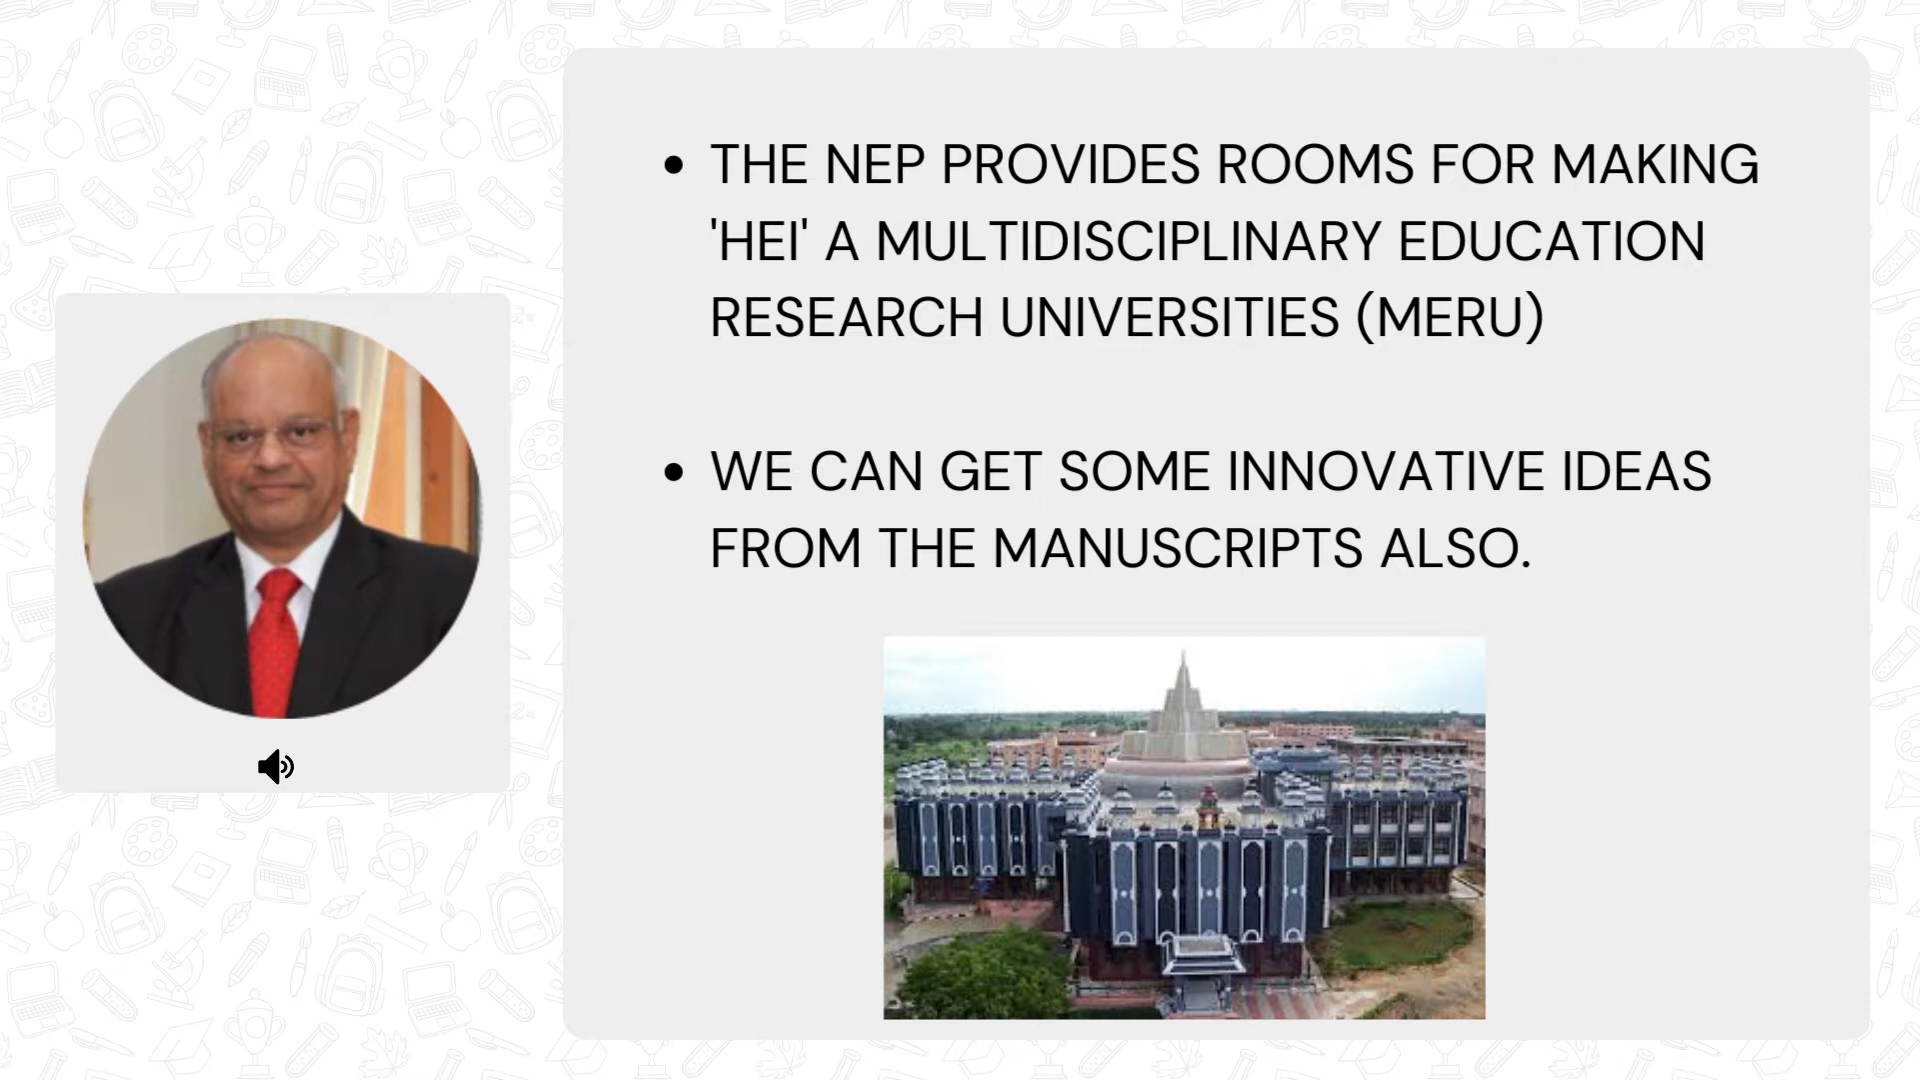 • THE NEP PROVIDES ROOMS FOR MAKING
'HEI' A MULTIDISCIPLINARY EDUCATION
RESEARCH UNIVERSITIES (MERU)
• WE CAN GET SOME INNOVATIVE IDEAS
FROM THE MANUSCRIPTS ALSO.